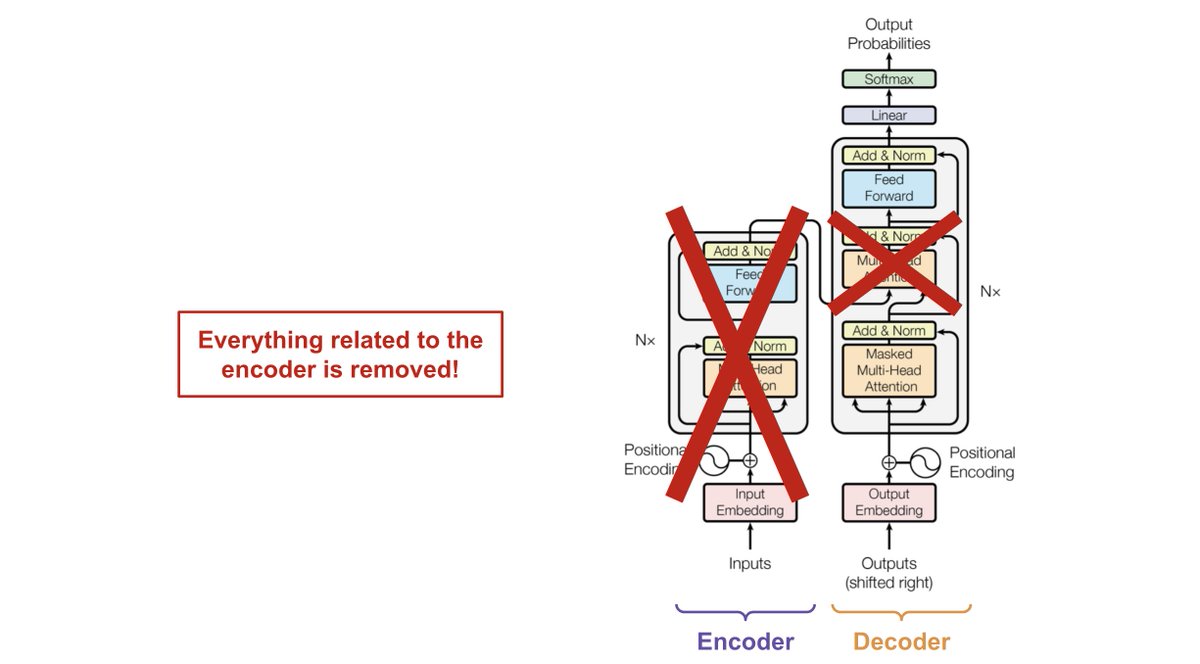 Everything related to the
encoder is removed!
Output
Probabilities
Softmax
Linear
Add & Norm
Feed
Forward
Add & Norm
Multi-Head
Attention
Add & Norm
Masked
Multi-Head
Attention
N×
Positional
Encoding
Output
Embedding
Outputs
(shifted right)
Decoder
Add & Norm
Feed
Forward
Add & Norm
Multi-Head
Attention
N×
Positional
Encoding
Input
Embedding
Inputs
Encoder